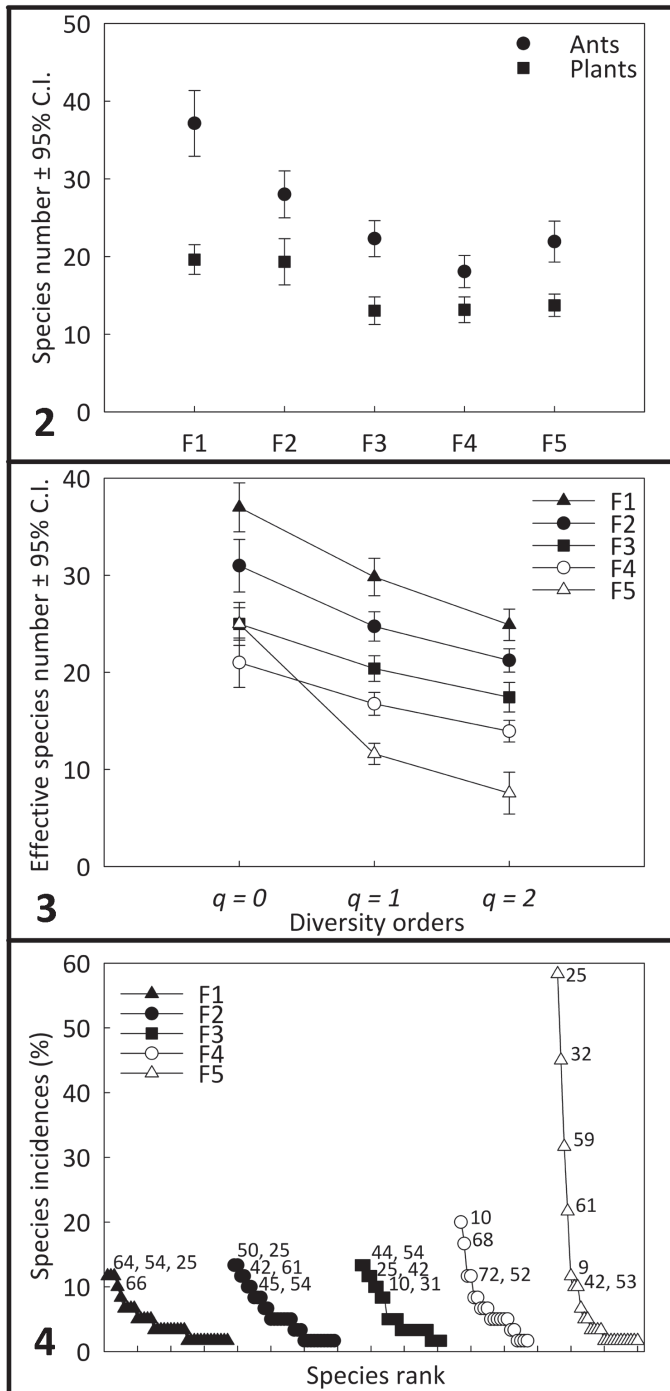 50
40
30
20
10
0
Species number ± 95% C.I.
Ants
Plants
2
F1 F2 F3 F4 F5
40
30
20
10
0
Effective species number ± 95% C.I.
F1
F2
F3
F4
F5
3
q = 0 q = 1 q = 2
Diversity orders
60
50
40
30
20
10
0
Species incidences (%)
F1
F2
F3
F4
F5
64, 54, 25
66
50, 25
42, 61
45, 54
44, 54
25, 42
10, 31
10
68
72, 52
25
32
59
61
9
42, 53
4
Species rank